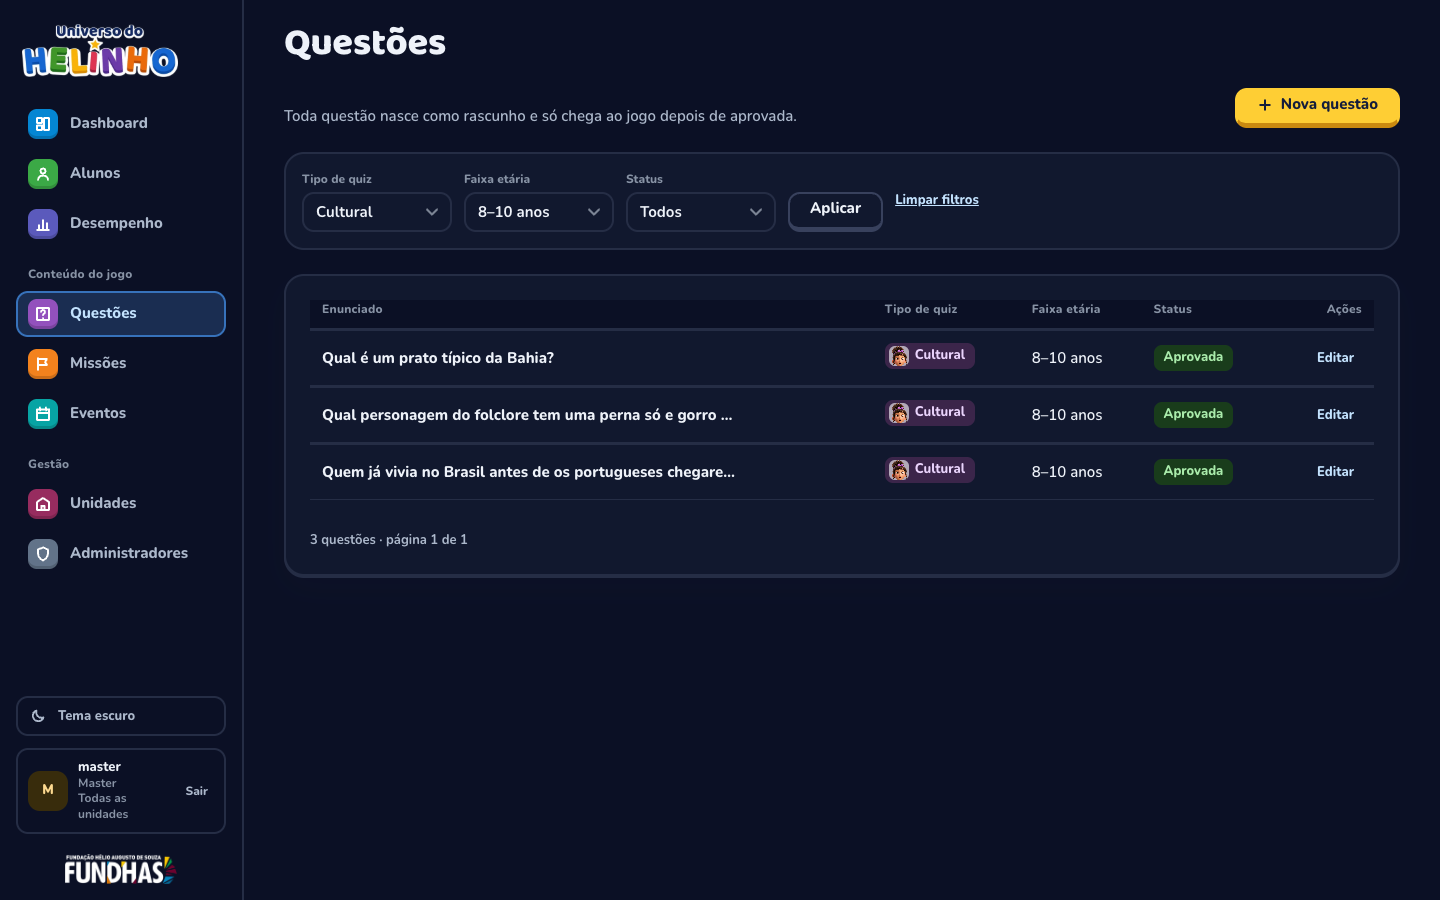 Universo do
HELINHO
Dashboard
Alunos
Desempenho
Conteúdo do jogo
Questões
Missões
Eventos
Gestão
Unidades
Administradores
Tema escuro
M
master
Master
Todas as
unidades
Sair
FUNDAÇÃO HÉLIO AUGUSTO DE SOUZA
FUNDHAS
Questões
Toda questão nasce como rascunho e só chega ao jogo depois de aprovada.
+ Nova questão
Tipo de quiz Faixa etária Status
Cultural 8–10 anos Todos Aplicar Limpar filtros
Enunciado Tipo de quiz Faixa etária Status Ações
Qual é um prato típico da Bahia? Cultural 8–10 anos Aprovada Editar
Qual personagem do folclore tem uma perna só e gorro ... Cultural 8–10 anos Aprovada Editar
Quem já vivia no Brasil antes de os portugueses chegare... Cultural 8–10 anos Aprovada Editar
3 questões · página 1 de 1